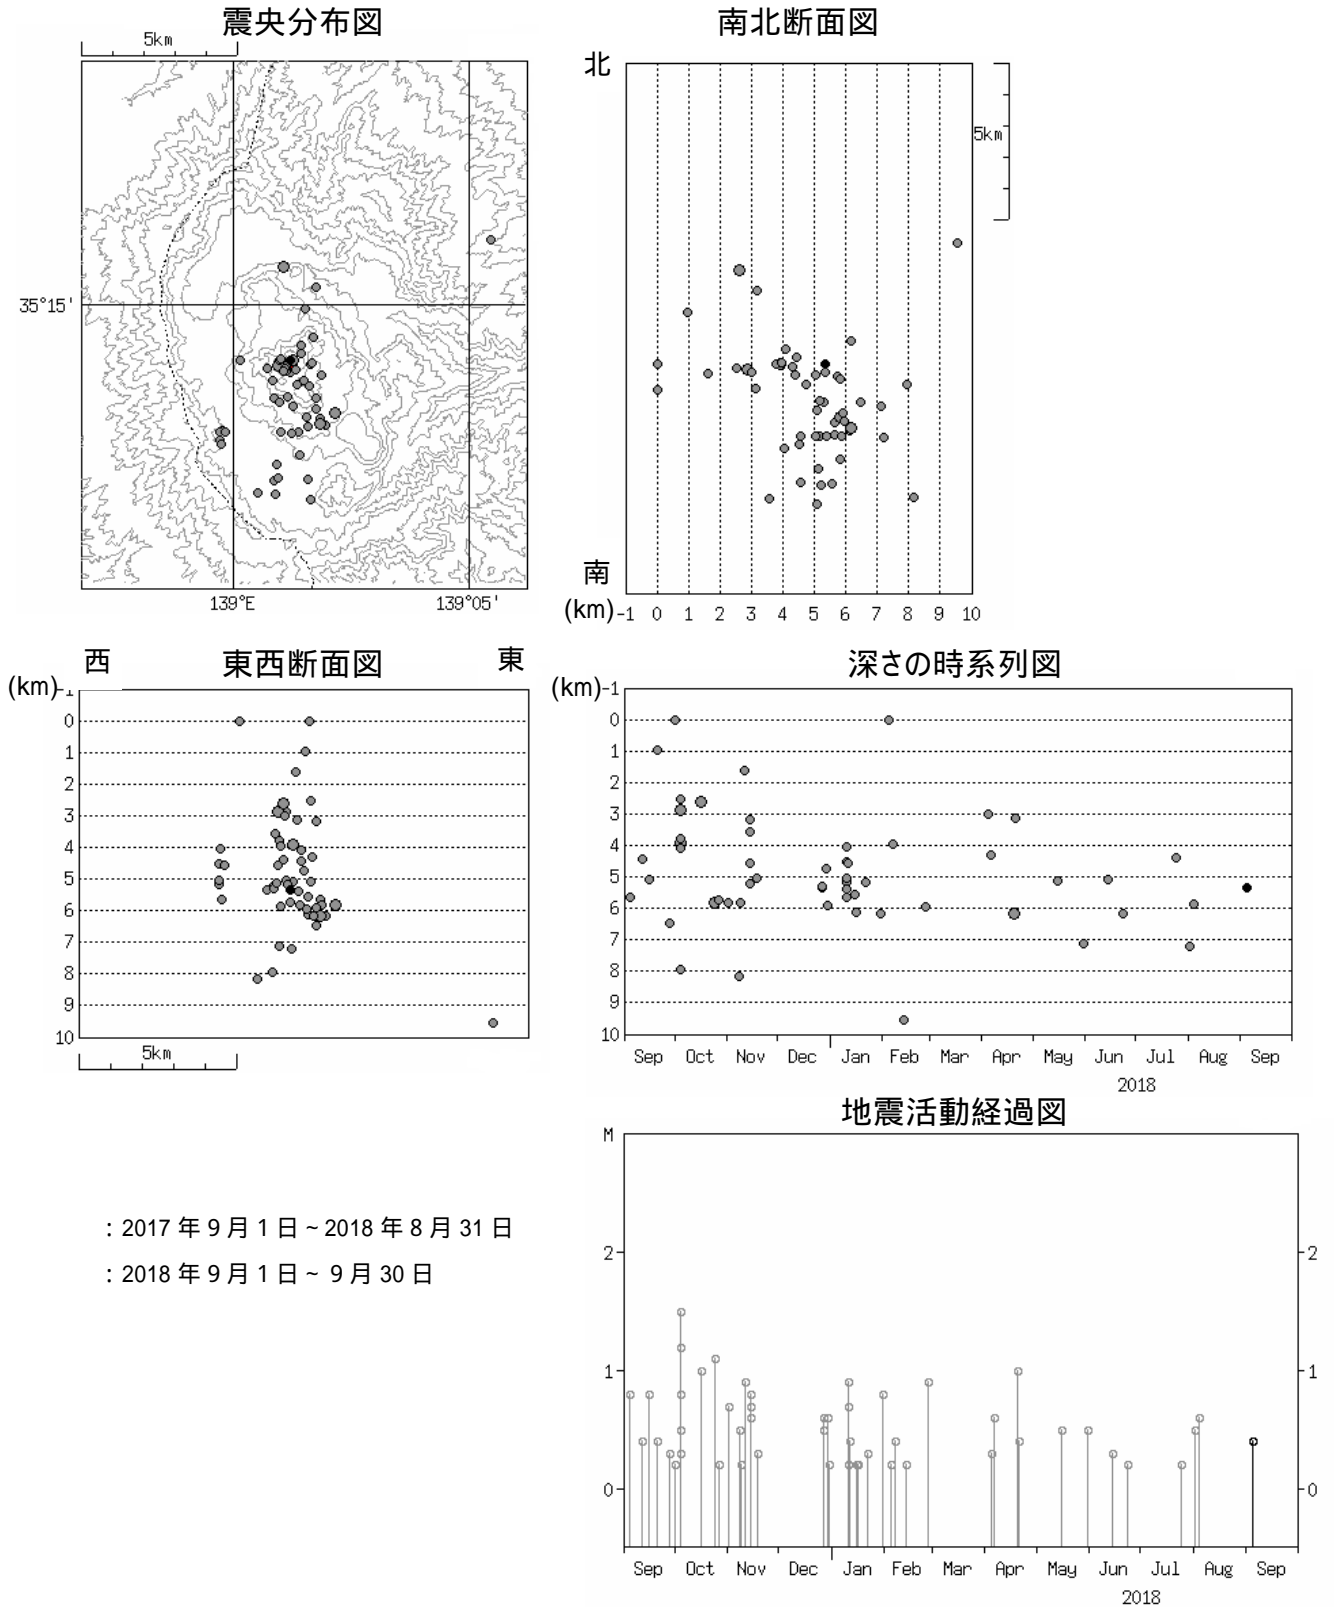 震央分布図
5km
35°15'
139°E
139°05'
南北断面図
北
南
5km
(km) -1 0 1 2 3 4 5 6 7 8 9 10
西
東西断面図
東
(km) -1
0
1
2
3
4
5
6
7
8
9
10
5km
深さの時系列図
(km) -1
0
1
2
3
4
5
6
7
8
9
10
Sep Oct Nov Dec Jan Feb Mar Apr May Jun Jul Aug Sep
2018
地震活動経過図
M
2 2
1 1
0 0
Sep Oct Nov Dec Jan Feb Mar Apr May Jun Jul Aug Sep
2018
: 2017 年 9 月 1 日 ~ 2018 年 8 月 31 日
: 2018 年 9 月 1 日 ~ 9 月 30 日